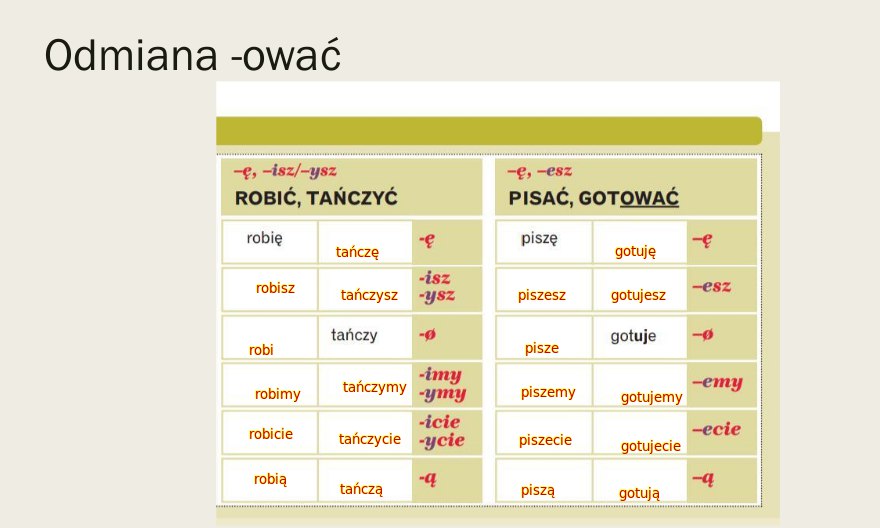 Odmiana -ować
–ę, –isz/–ysz
ROBIĆ, TAŃCZYĆ
robię tańczę -ę
robisz tańczysz -isz -ysz
robi tańczy -ø
robimy tańczymy -imy -ymy
robicie tańczycie -icie -ycie
robią tańczą -ą
–ę, –esz
PISAĆ, GOTOWAĆ
piszę gotuję –ę
piszesz gotujesz –esz
pisze gotuje –ø
piszemy gotujemy –emy
piszecie gotujecie –ecie
piszą gotują –ą